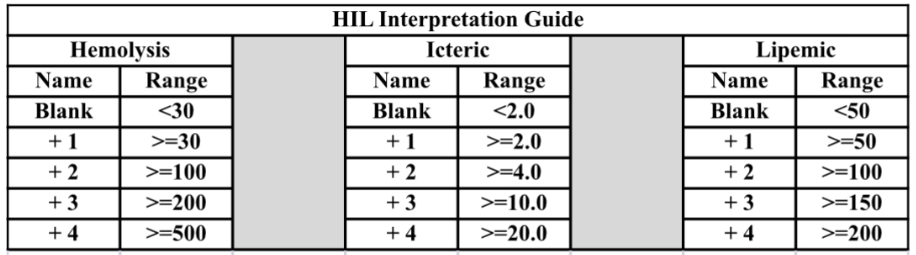 HIL Interpretation Guide
Hemolysis Icteric Lipemic
Name Range Name Range Name Range
Blank <30 Blank <2.0 Blank <50
+ 1 >=30 + 1 >=2.0 + 1 >=50
+ 2 >=100 + 2 >=4.0 + 2 >=100
+ 3 >=200 + 3 >=10.0 + 3 >=150
+ 4 >=500 + 4 >=20.0 + 4 >=200